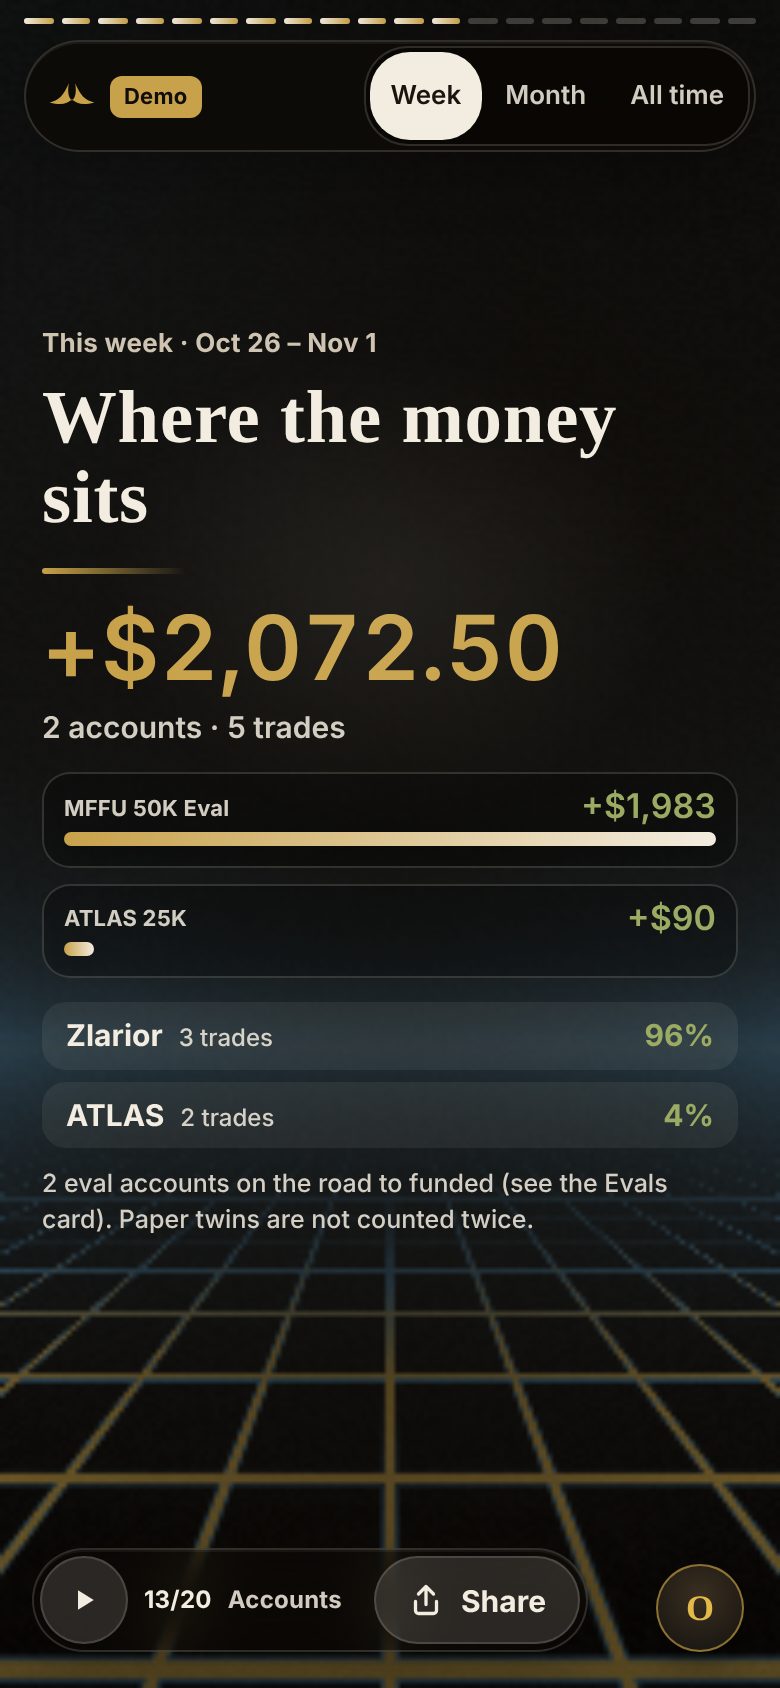 Demo
Week Month All time
This week · Oct 26 – Nov 1
Where the money
sits
+$2,072.50
2 accounts · 5 trades
MFFU 50K Eval +$1,983
ATLAS 25K +$90
Zlarior 3 trades 96%
ATLAS 2 trades 4%
2 eval accounts on the road to funded (see the Evals
card). Paper twins are not counted twice.
13/20 Accounts Share O